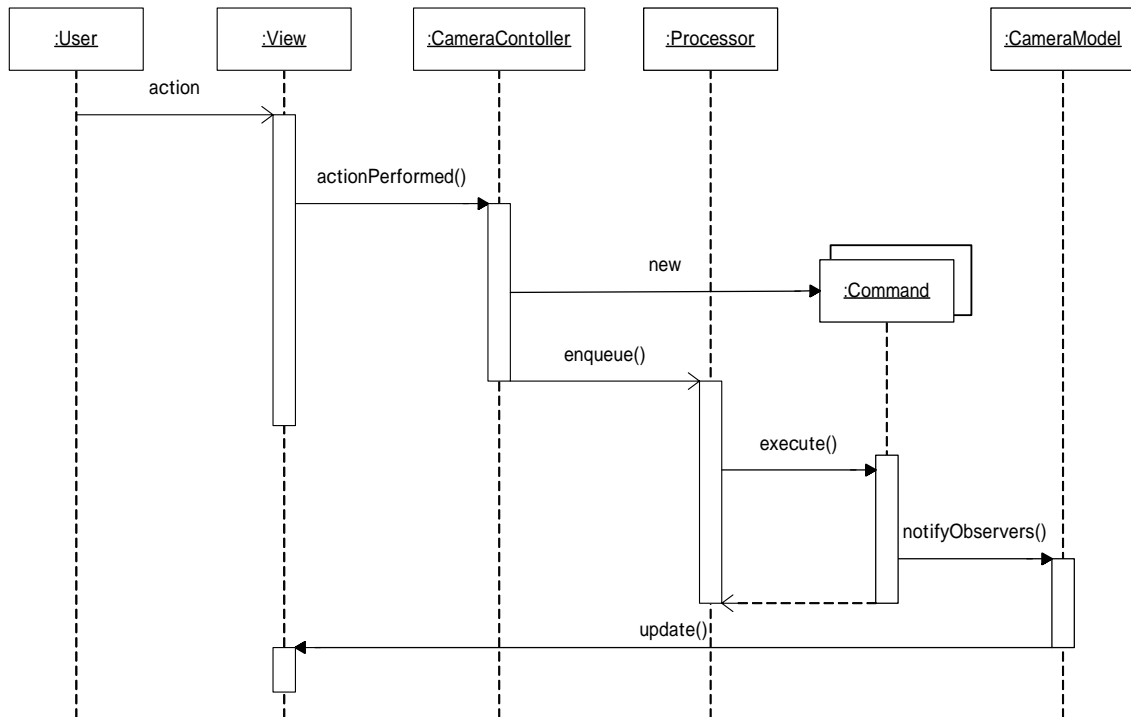 :User
:View
:CameraContoller
:Processor
:CameraModel
action
actionPerformed()
new
:Command
enqueue()
execute()
notifyObservers()
update()